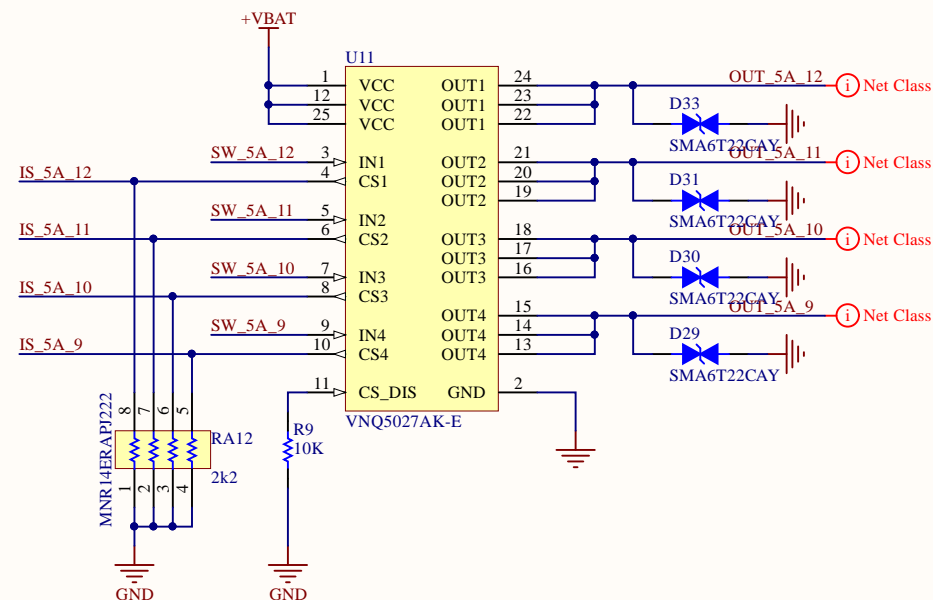 +VBAT
U11
1 VCC OUT1 24
12 VCC OUT1 23
25 VCC OUT1 22
OUT_5A_12 i Net Class
D33
SMA6T22CAY
SW_5A_12 3 IN1 OUT2 21
OUT_5A_11 i Net Class
IS_5A_12 4 CS1 OUT2 20
OUT2 19
D31
SMA6T22CAY
SW_5A_11 5 IN2
IS_5A_11 6 CS2 OUT3 18
OUT_5A_10 i Net Class
OUT3 17
SW_5A_10 7 IN3 OUT3 16
D30
SMA6T22CAY
IS_5A_10 8 CS3
OUT4 15
OUT_5A_9 i Net Class
SW_5A_9 9 IN4 OUT4 14
IS_5A_9 10 CS4 OUT4 13
D29
SMA6T22CAY
11 CS_DIS GND 2
VNQ5027AK-E
MNR14ERAPJ222
8 7 6 5
RA12
2k2
1 2 3 4
R9
10K
GND
GND